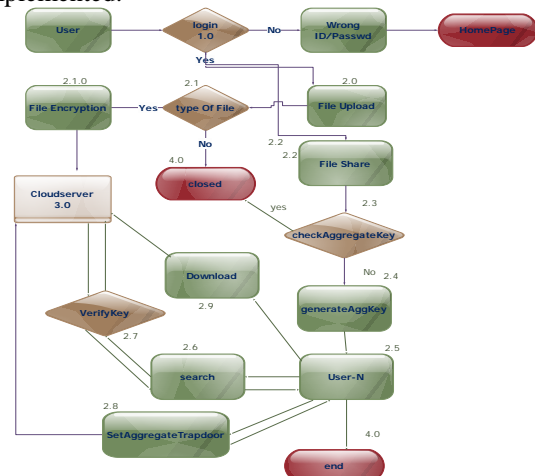 mplemented.
User
login
1.0
No
Wrong
ID/Passwd
HomePage
Yes
2.1.0
2.1
2.0
File Encryption
Yes
type Of File
File Upload
No
2.2
4.0
2.2
File Share
closed
Cloudserver
3.0
2.3
yes
checkAggregateKey
No
2.4
Download
2.9
generateAggKey
VerifyKey
2.7
2.6
2.5
search
User-N
2.8
SetAggregateTrapdoor
4.0
end